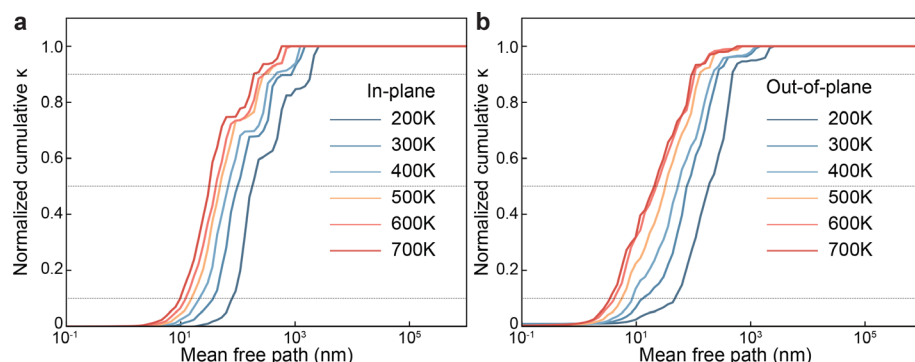 a
Normalized cumulative κ
1.0
0.8
0.6
0.4
0.2
0
In-plane
200K
300K
400K
500K
600K
700K
10-1
101
103
105
Mean free path (nm)
b
Normalized cumulative κ
1.0
0.8
0.6
0.4
0.2
0
Out-of-plane
200K
300K
400K
500K
600K
700K
10-1
101
103
105
Mean free path (nm)